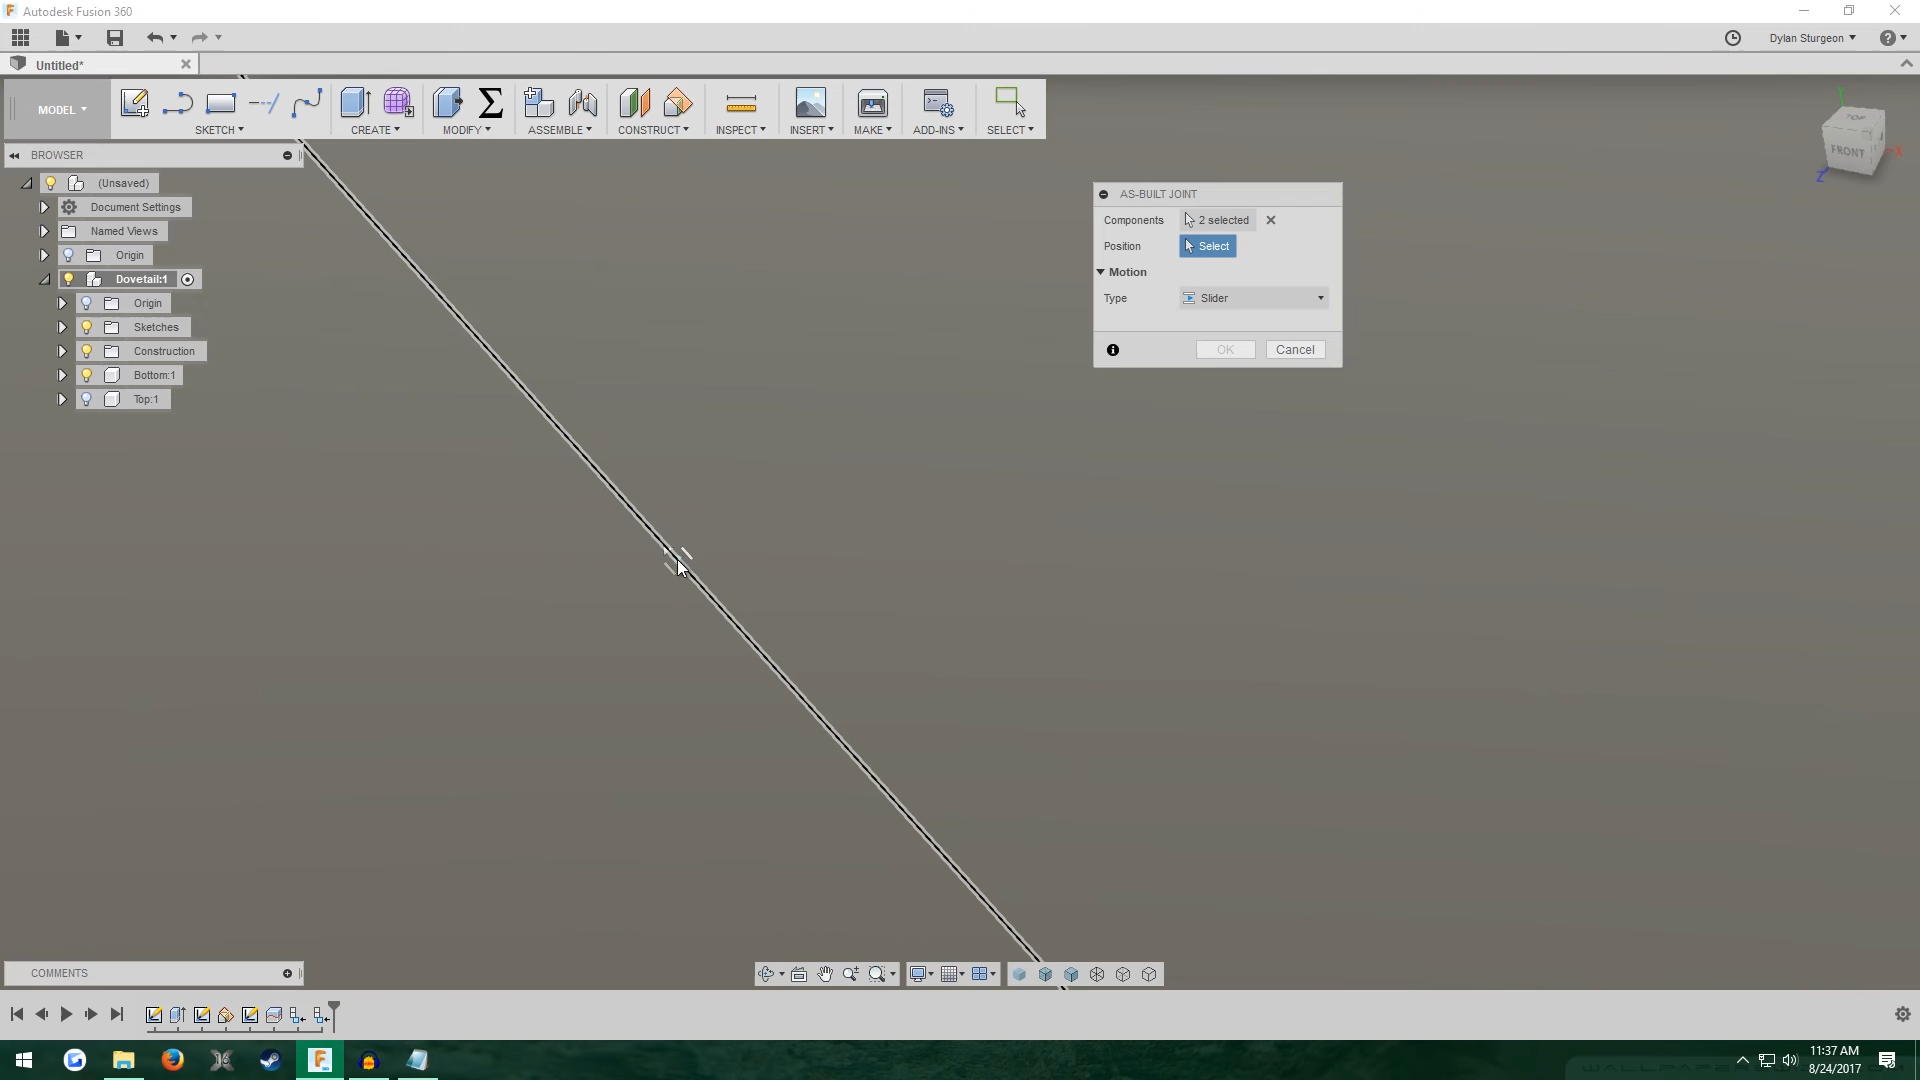 Autodesk Fusion 360
Dylan Sturgeon
Untitled*
MODEL
SKETCH
CREATE
MODIFY
ASSEMBLE
CONSTRUCT
INSPECT
INSERT
MAKE
ADD-INS
SELECT
TOP
FRONT
Y
X
Z
BROWSER
(Unsaved)
Document Settings
Named Views
Origin
Dovetail:1
Origin
Sketches
Construction
Bottom:1
Top:1
AS-BUILT JOINT
Components 2 selected
Position Select
Motion
Type Slider
OK Cancel
COMMENTS
11:37 AM
8/24/2017